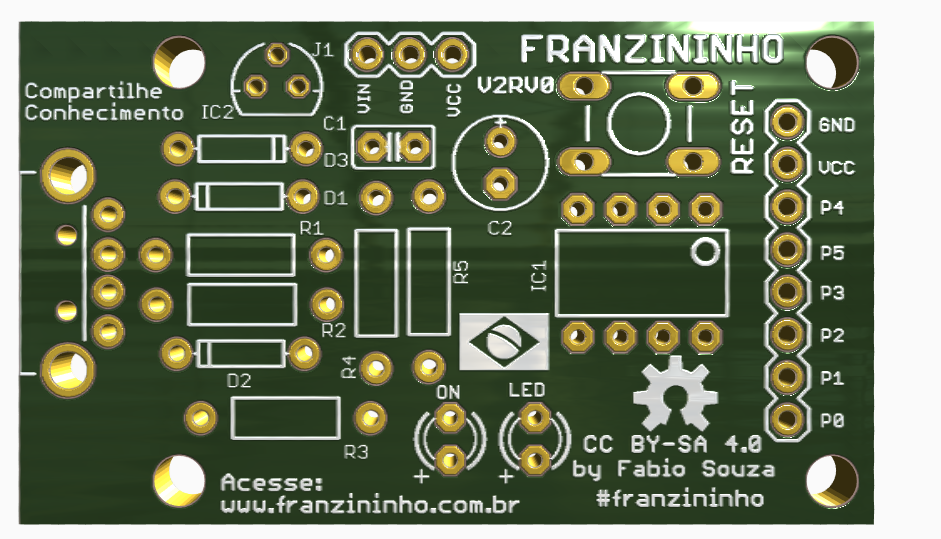 FRANZININHO
J1
Compartilhe
Conhecimento
IC2
VIN
GND
VCC
V2RV0
RESET
C1
D3
D1
C2
GND
VCC
P4
P5
P3
P2
P1
P0
R1
R2
R5
IC1
R4
D2
R3
ON
LED
+
+
+
CC BY-SA 4.0
by Fabio Souza
#franzininho
Acesse:
www.franzininho.com.br